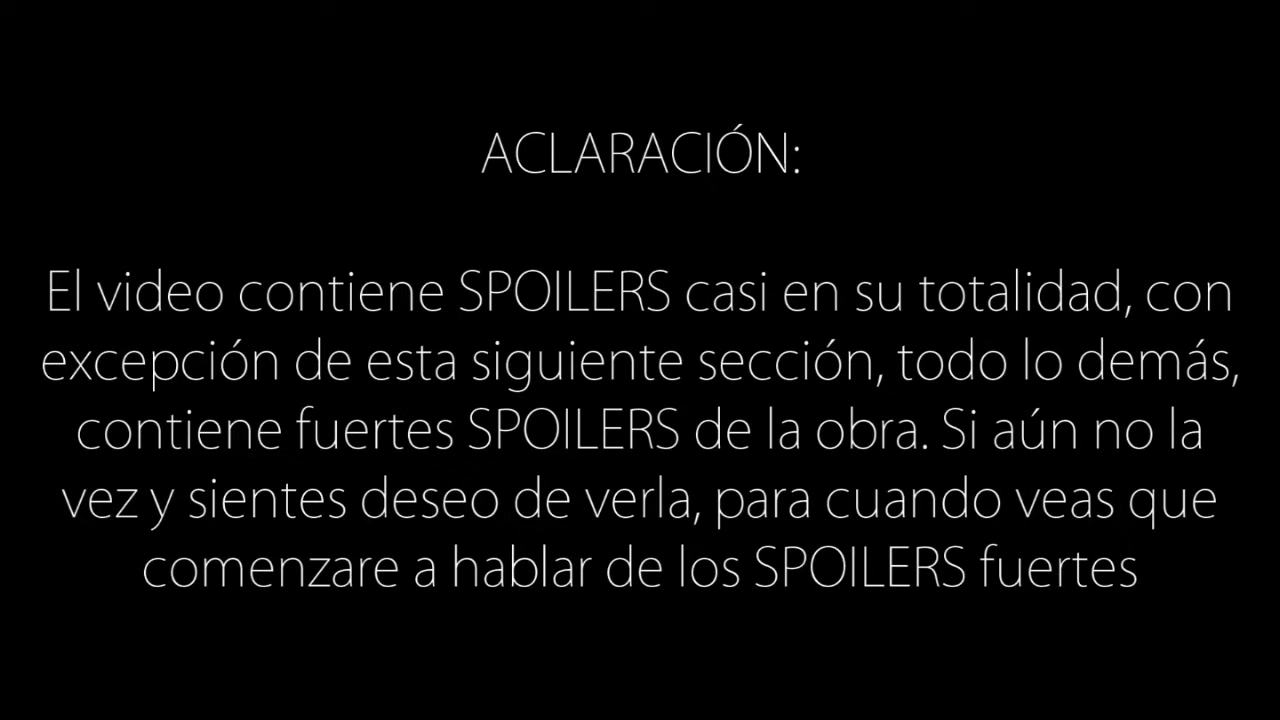 ACLARACIÓN:
El video contiene SPOILERS casi en su totalidad, con
excepción de esta siguiente sección, todo lo demás,
contiene fuertes SPOILERS de la obra. Si aún no la
vez y sientes deseo de verla, para cuando veas que
comenzare a hablar de los SPOILERS fuertes